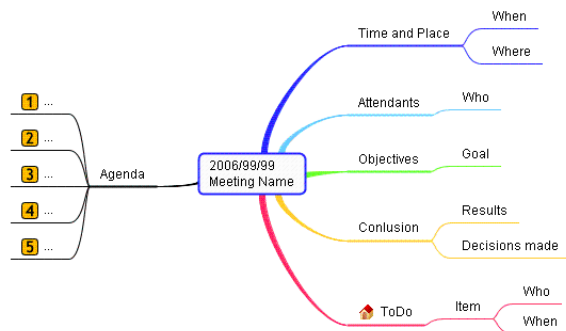 2006/99/99
Meeting Name
Agenda
1 ...
2 ...
3 ...
4 ...
5 ...
Time and Place
When
Where
Attendants
Who
Objectives
Goal
Conlusion
Results
Decisions made
ToDo
Item
Who
When